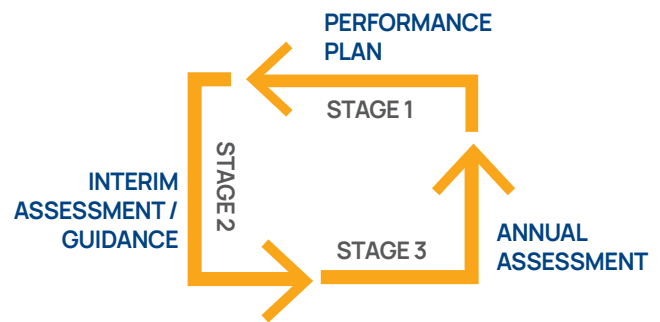 PERFORMANCE
PLAN
STAGE 1
STAGE 2
INTERIM
ASSESSMENT /
GUIDANCE
STAGE 3
ANNUAL
ASSESSMENT